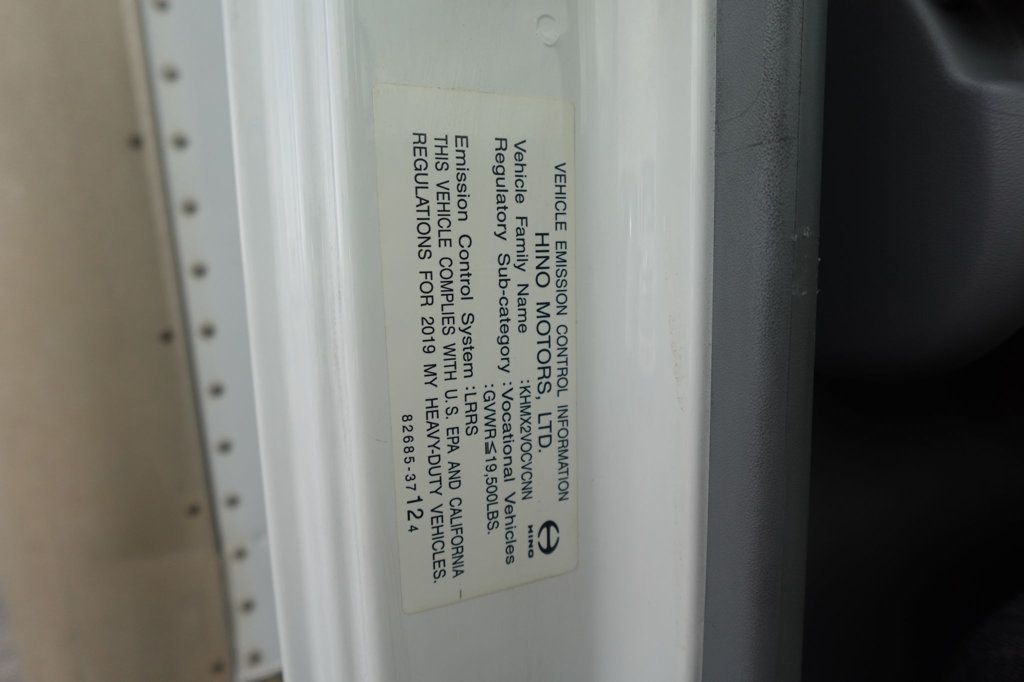 VEHICLE EMISSION CONTROL INFORMATION
HINO MOTORS, LTD.
HINO
Vehicle Family Name :KHMX2VOCVCNN
Regulatory Sub-category :Vocational Vehicles
:GVWR≦19,500LBS.
Emission Control System :LRRS
THIS VEHICLE COMPLIES WITH U.S. EPA AND CALIFORNIA
REGULATIONS FOR 2019 MY HEAVY-DUTY VEHICLES.
82685-37124